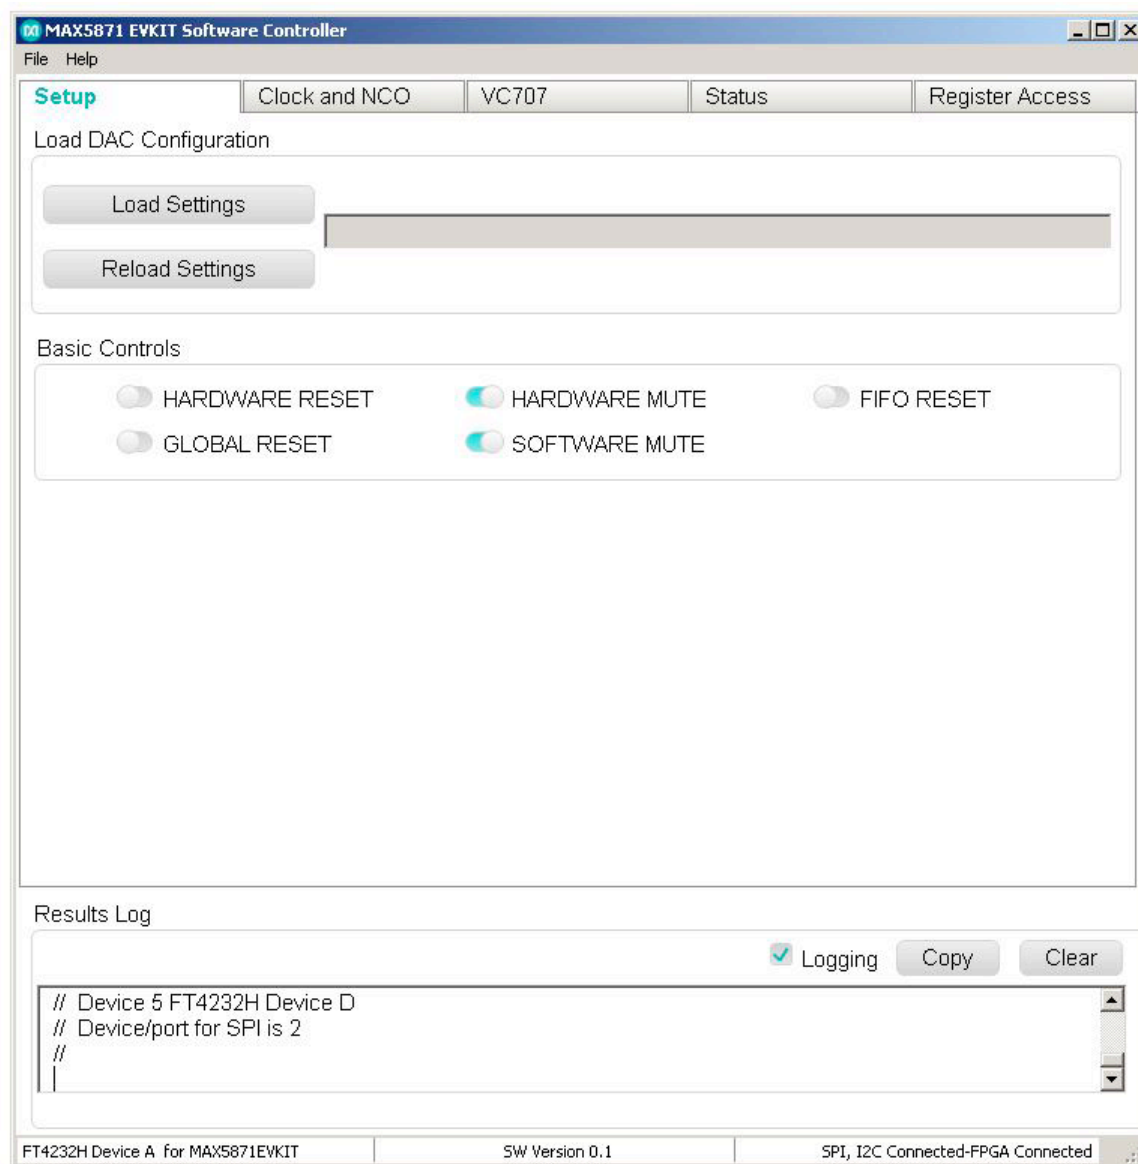 MAX5871 EVKIT Software Controller
File Help
Setup Clock and NCO VC707 Status Register Access
Load DAC Configuration
Load Settings
Reload Settings
Basic Controls
HARDWARE RESET HARDWARE MUTE FIFO RESET
GLOBAL RESET SOFTWARE MUTE
Results Log
Logging Copy Clear
// Device 5 FT4232H Device D
// Device/port for SPI is 2
//
FT4232H Device A for MAX5871EVKIT SW Version 0.1 SPI, I2C Connected-FPGA Connected